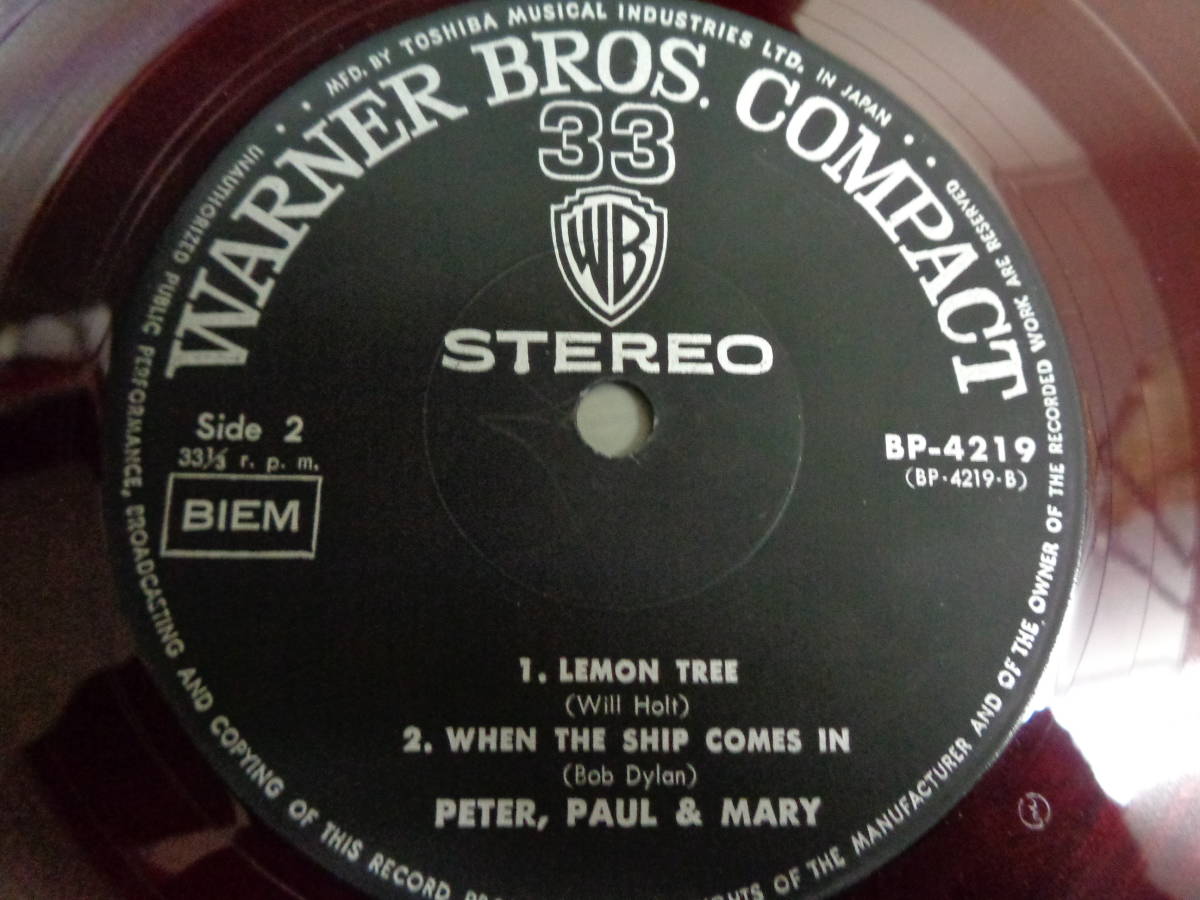 MFD. BY TOSHIBA MUSICAL INDUSTRIES LTD. IN JAPAN
WARNER BROS. COMPACT
33
WB
STEREO
Side 2
33⅓ r. p. m.
BIEM
BP-4219
(BP·4219·B)
1. LEMON TREE
(Will Holt)
2. WHEN THE SHIP COMES IN
(Bob Dylan)
PETER, PAUL & MARY
UNAUTHORIZED PUBLIC PERFORMANCE, BROADCASTING AND COPYING OF THIS RECORD OF THE MANUFACTURER AND OF THE OWNER OF THE RECORDED WORK ARE RESERVED